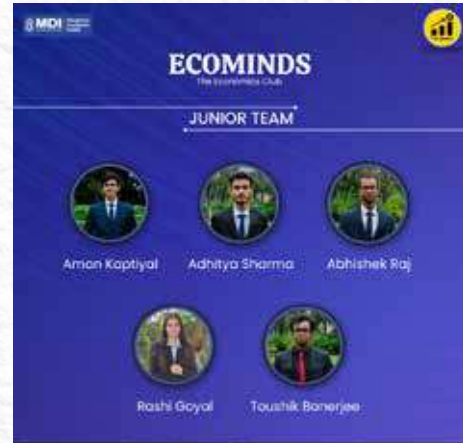 MDI
ECOMINDS
The Economics Club
JUNIOR TEAM
Aman Kaptiyal
Adhitya Sharma
Abhishek Raj
Rashi Goyal
Toushik Banerjee